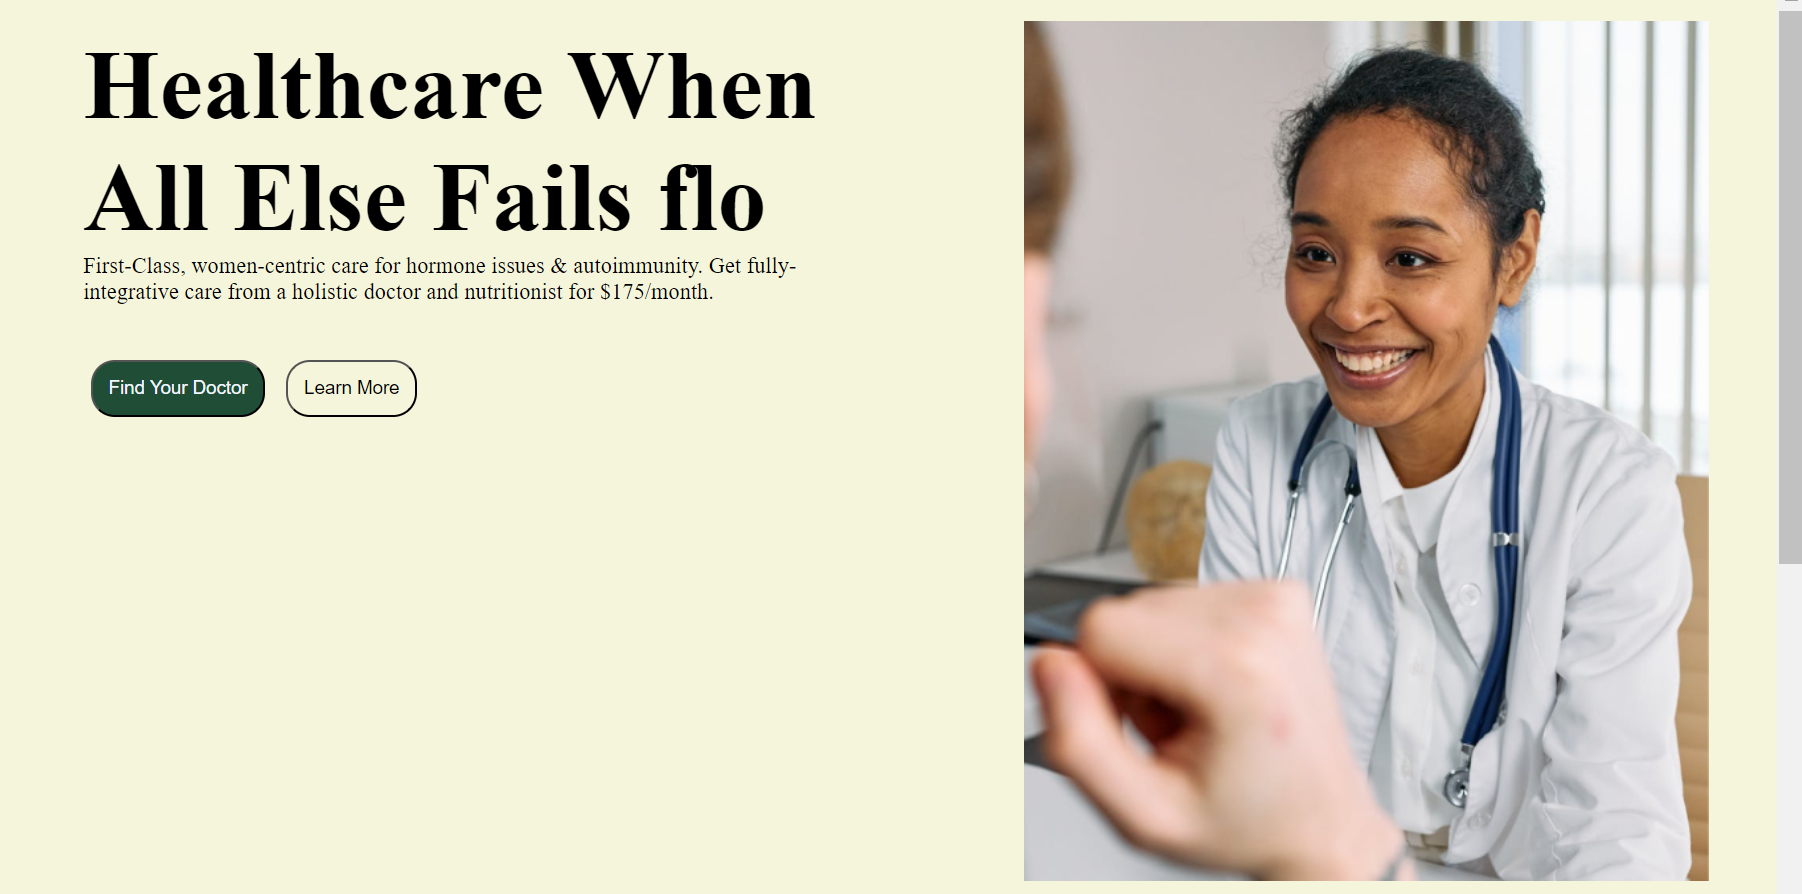 Healthcare When
All Else Fails flo
First-Class, women-centric care for hormone issues & autoimmunity. Get fully-
integrative care from a holistic doctor and nutritionist for $175/month.
Find Your Doctor
Learn More